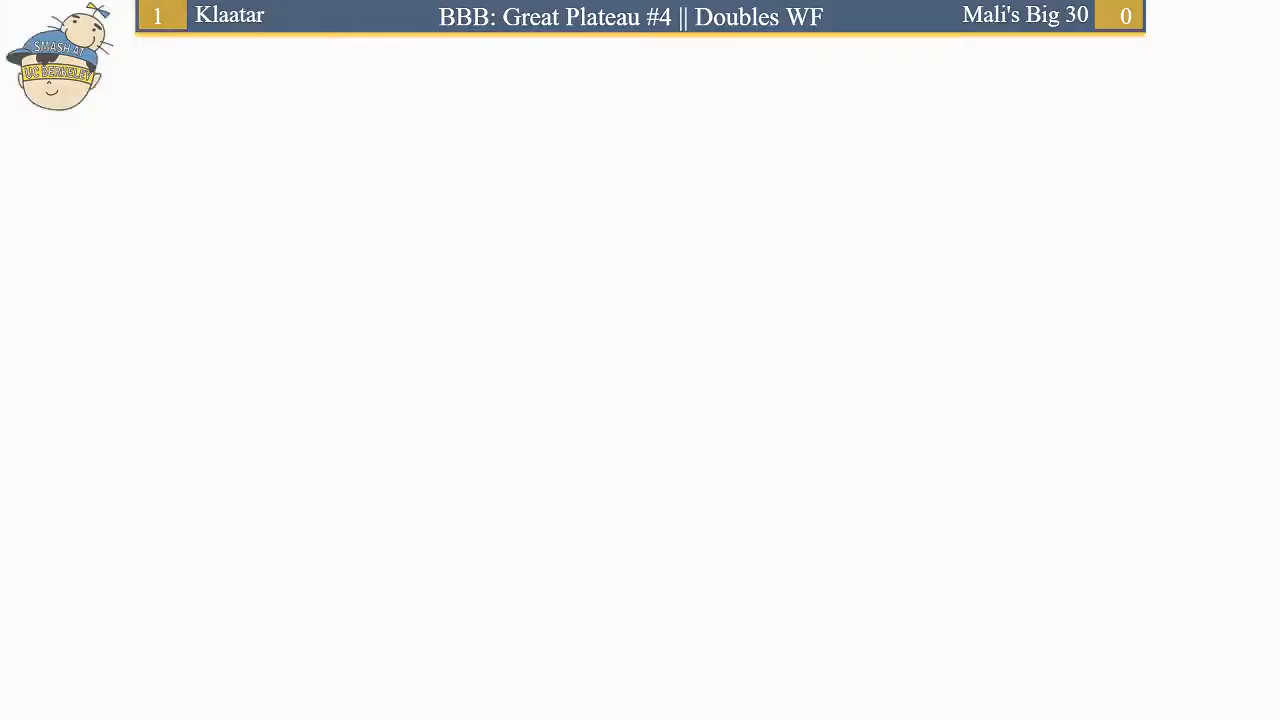 1 Klaatar BBB: Great Plateau #4 || Doubles WF Mali's Big 30 0
SMASH AT
UC BERKELEY